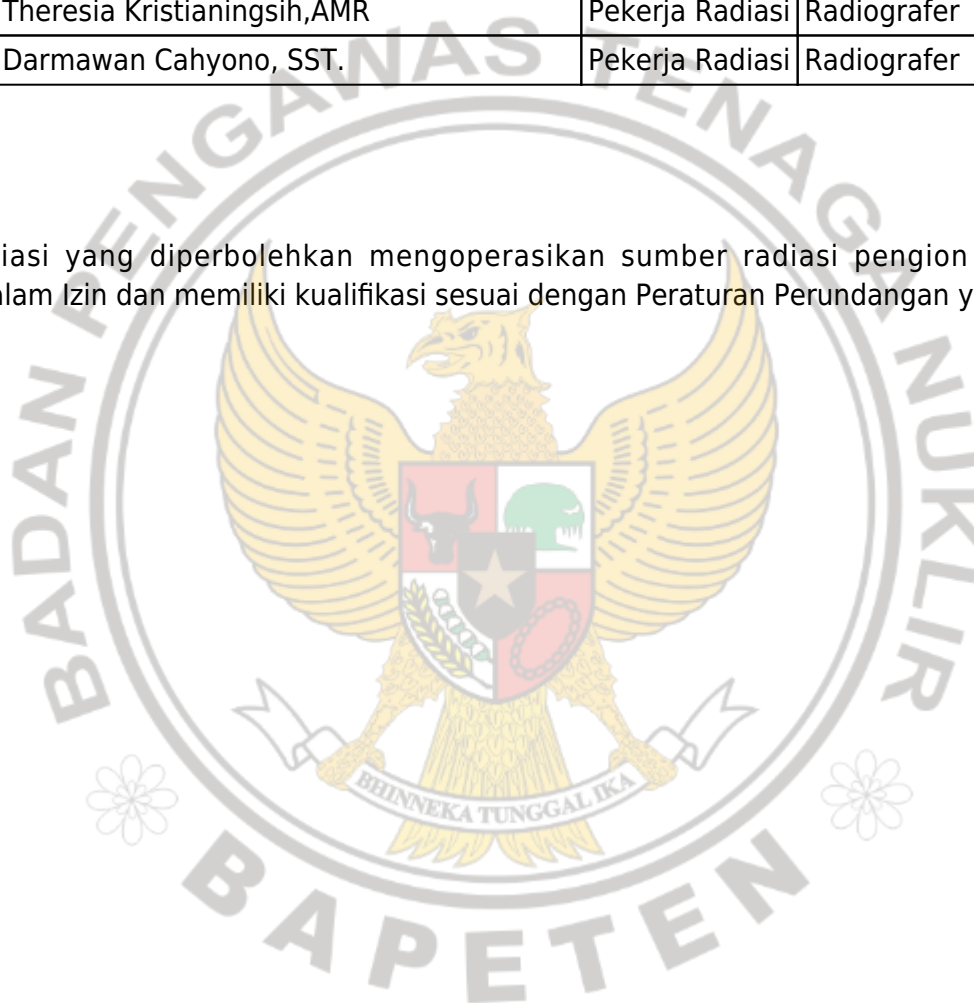 Theresia Kristianingsih,AMR Pekerja Radiasi Radiografer
Darmawan Cahyono, SST. Pekerja Radiasi Radiografer
BADAN PENGAWAS TENAGA NUKLIR
iasi yang diperbolehkan mengoperasikan sumber radiasi pengion
alam Izin dan memiliki kualifikasi sesuai dengan Peraturan Perundangan y
BHINNEKA TUNGGAL IKA
BAPETEN